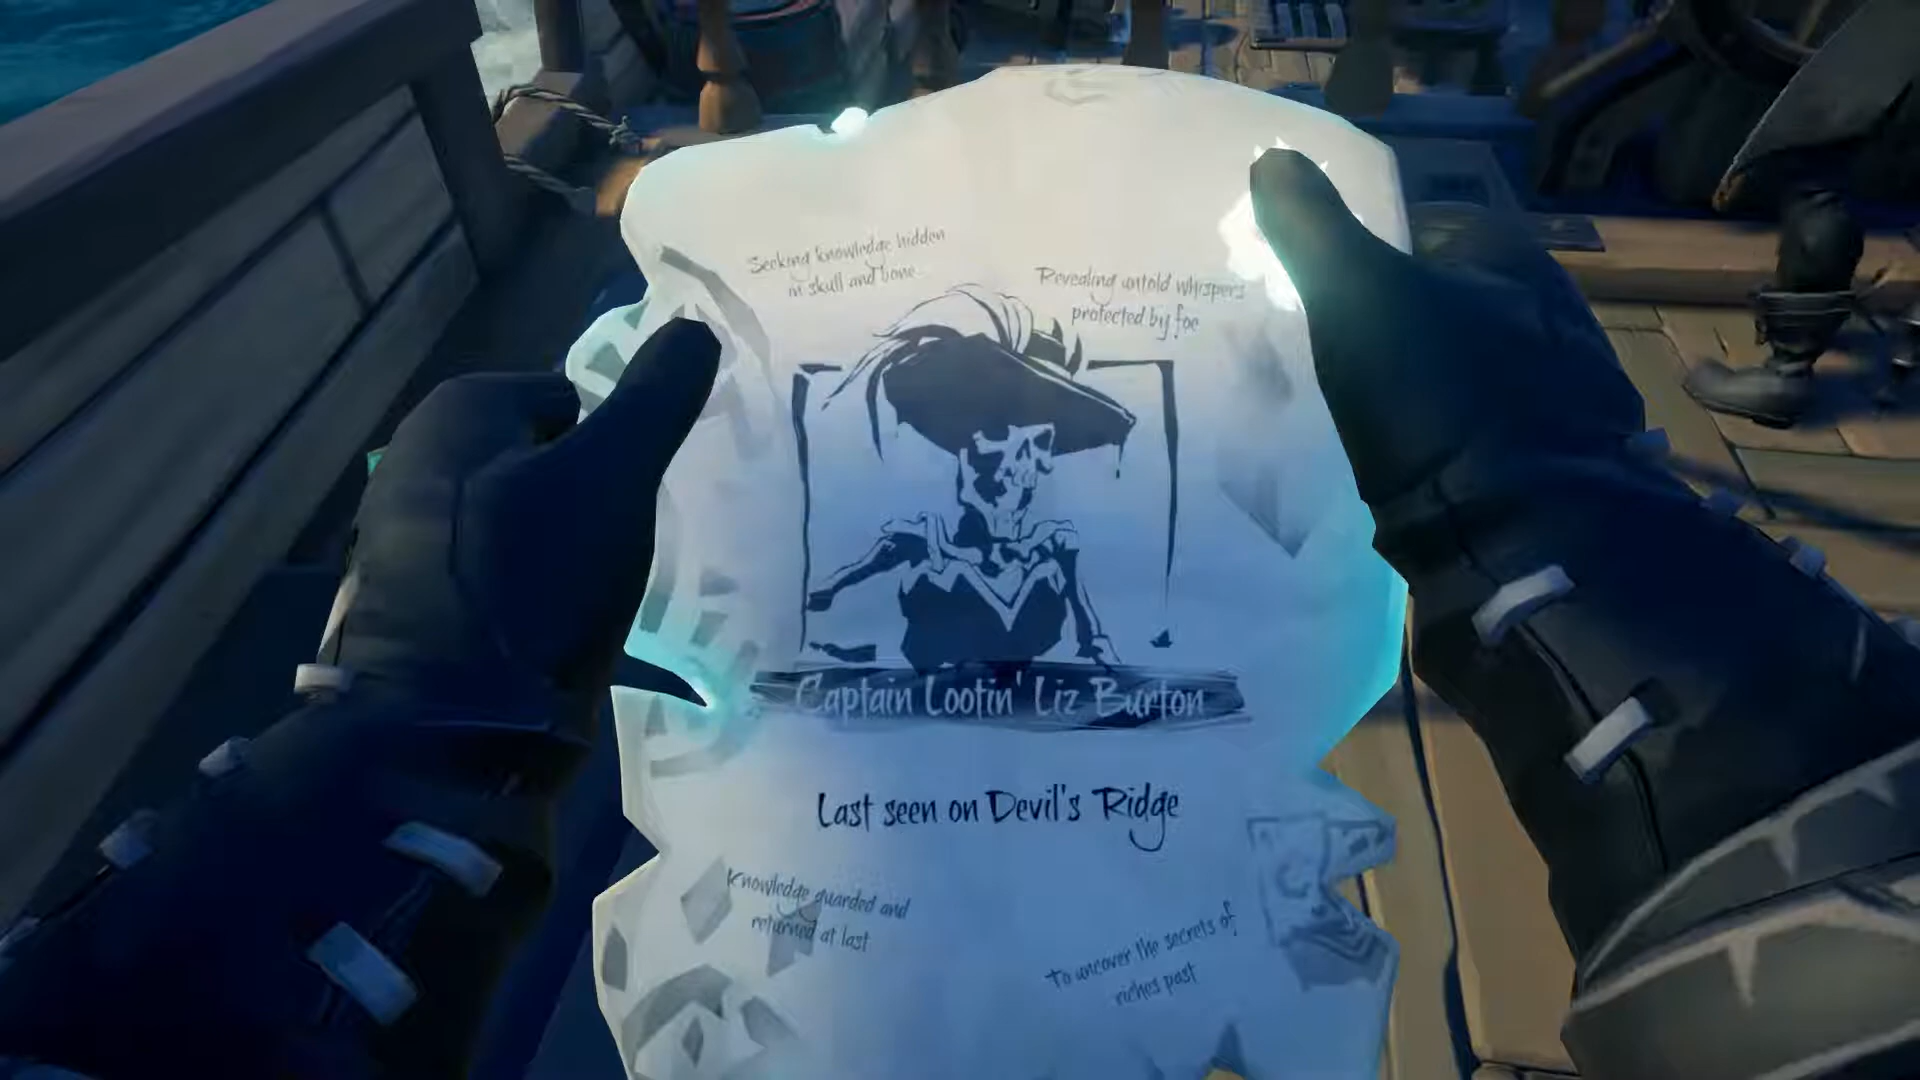 Seeking knowledge hidden
in skull and bone
Revealing untold whispers
protected by foe
Captain Lootin' Liz Burton
Last seen on Devil's Ridge
Knowledge guarded and
returned at last
To uncover the secrets of
riches past